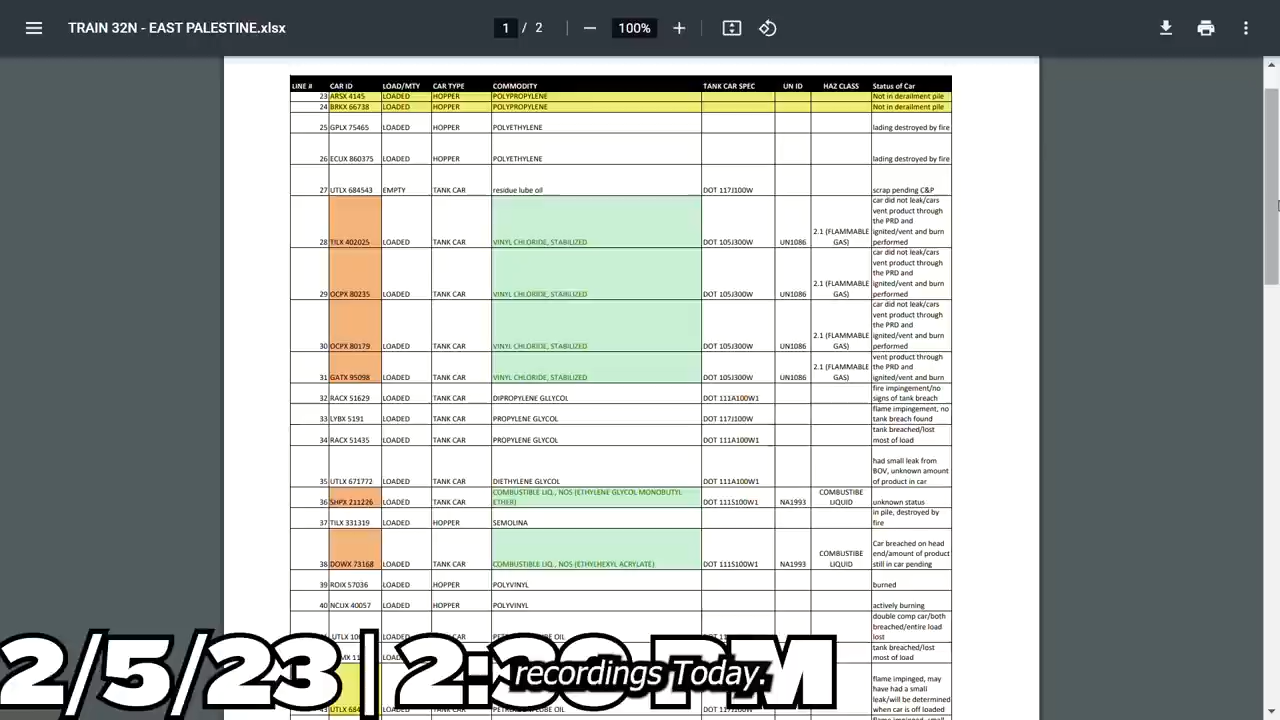 TRAIN 32N - EAST PALESTINE.xlsx 1 / 2 100%
LINE # CAR ID LOAD/MTY CAR TYPE COMMODITY TANK CAR SPEC UN ID HAZ CLASS Status of Car
23 ARSX 4145 LOADED HOPPER POLYPROPYLENE Not in derailment pile
24 BRKX 66738 LOADED HOPPER POLYPROPYLENE Not in derailment pile
25 GPLX 75465 LOADED HOPPER POLYETHYLENE lading destroyed by fire
26 ECUX 860375 LOADED HOPPER POLYETHYLENE lading destroyed by fire
27 UTLX 684543 EMPTY TANK CAR residue lube oil DOT 117J100W scrap pending C&P
car did not leak/cars
vent product through
the PRD and
2.1 (FLAMMABLE ignited/vent and burn
28 TILX 402025 LOADED TANK CAR VINYL CHLORIDE, STABILIZED DOT 105J300W UN1086 GAS) performed
car did not leak/cars
vent product through
the PRD and
2.1 (FLAMMABLE ignited/vent and burn
29 OCPX 80235 LOADED TANK CAR VINYL CHLORIDE, STABILIZED DOT 105J300W UN1086 GAS) performed
car did not leak/cars
vent product through
the PRD and
2.1 (FLAMMABLE ignited/vent and burn
30 OCPX 80179 LOADED TANK CAR VINYL CHLORIDE, STABILIZED DOT 105J300W UN1086 GAS) performed
vent product through
2.1 (FLAMMABLE the PRD and
31 GATX 95098 LOADED TANK CAR VINYL CHLORIDE, STABILIZED DOT 105J300W UN1086 GAS) ignited/vent and burn
fire impingement/no
32 RACX 51629 LOADED TANK CAR DIPROPYLENE GLLYCOL DOT 111A100W1 signs of tank breach
flame impingement, no
33 LYBX 5191 LOADED TANK CAR PROPYLENE GLYCOL DOT 117J100W tank breach found
tank breached/lost
34 RACX 51435 LOADED TANK CAR PROPYLENE GLYCOL DOT 111A100W1 most of load
had small leak from
BOV, unknown amount
35 UTLX 671772 LOADED TANK CAR DIETHYLENE GLYCOL DOT 111A100W1 of product in car
COMBUSTIBLE LIQ., NOS (ETHYLENE GLYCOL MONOBUTYL COMBUSTIBE
36 SHPX 211226 LOADED TANK CAR ETHER) DOT 111S100W1 NA1993 LIQUID unknown status
in pile, destroyed by
37 TILX 331319 LOADED HOPPER SEMOLINA fire
Car breached on head
COMBUSTIBE end/amount of product
38 DOWX 73168 LOADED TANK CAR COMBUSTIBLE LIQ., NOS (ETHYLHEXYL ACRYLATE) DOT 111S100W1 NA1993 LIQUID still in car pending
39 ROIX 57036 LOADED HOPPER POLYVINYL burned
40 NCUX 40057 LOADED HOPPER POLYVINYL actively burning
double comp car/both
breached/entire load
lost
tank breached/lost
most of load
flame impinged, may
have had a small
leak/will be determined
UTLX LUBE OIL when car is off loaded
2/5/23 | 2: PM
recordings Today.